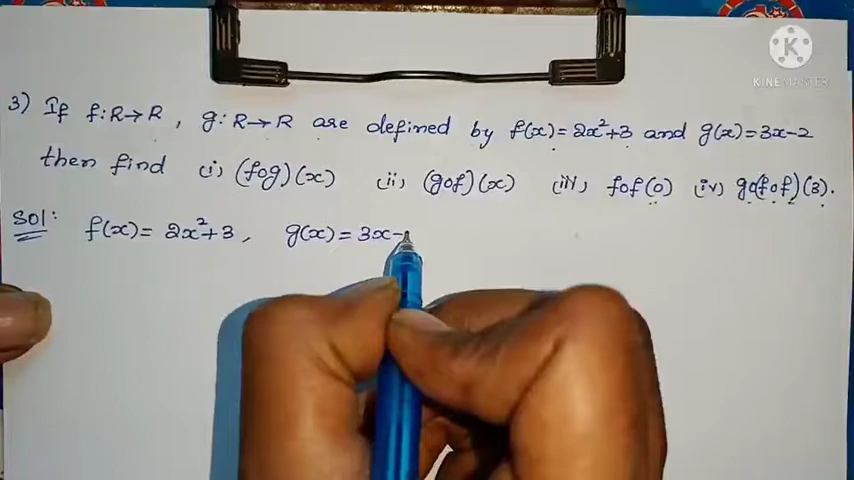 KINEMASTER
3) If f:R→R , g:R→R are defined by f(x)=2x²+3 and g(x)=3x-2
then find (i) (fog)(x) (ii) (gof)(x) (iii) fof(0) (iv) go(fof)(3).
Sol: f(x)= 2x²+3, g(x)=3x-